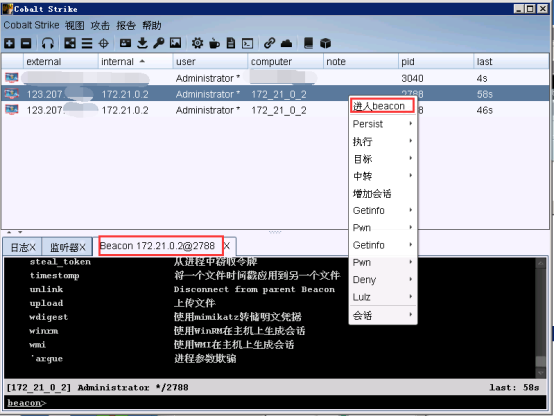 Cobalt Strike
Cobalt Strike 视图 攻击 报告 帮助
external internal user computer note pid last
Administrator * 3040 4s
123.207. 172.21.0.2 Administrator * 172_21_0_2 2788 58s
123.207. 172.21.0.2 Administrator * 172_21_0_2 46s
进入beacon
Persist
执行
目标
中转
增加会话
Getinfo
Pwn
Getinfo
Pwn
Deny
Lulz
会话
日志X 监听器X Beacon 172.21.0.2@2788 X
steal_token 从进程中窃取令牌
timestomp 将一个文件时间戳应用到另一个文件
unlink Disconnect from parent Beacon
upload 上传文件
wdigest 使用mimikatz转储明文凭据
winrm 使用WinRM在主机上生成会话
wmi 使用WMI在主机上生成会话
`argue 进程参数欺骗
[172_21_0_2] Administrator */2788 last: 58s
beacon>